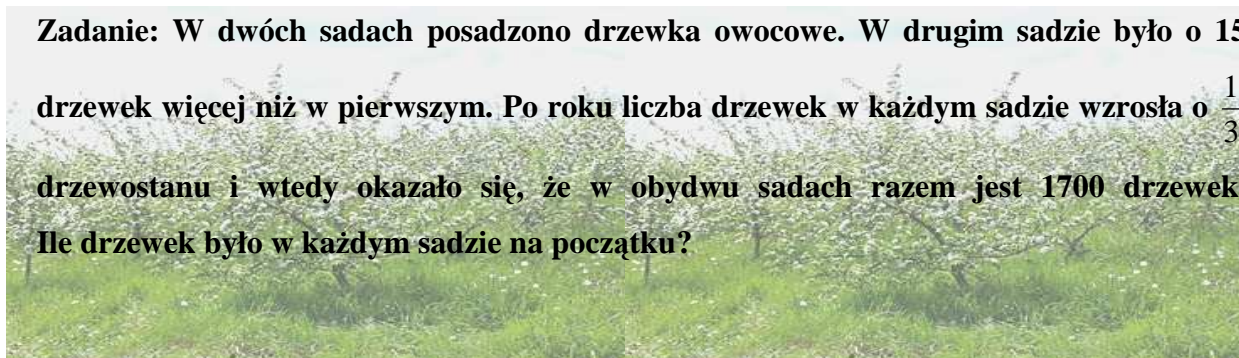 Zadanie: W dwóch sadach posadzono drzewka owocowe. W drugim sadzie było o 15
drzewek więcej niż w pierwszym. Po roku liczba drzewek w każdym sadzie wzrosła o 1/3
drzewostanu i wtedy okazało się, że w obydwu sadach razem jest 1700 drzewek
Ile drzewek było w każdym sadzie na początku?